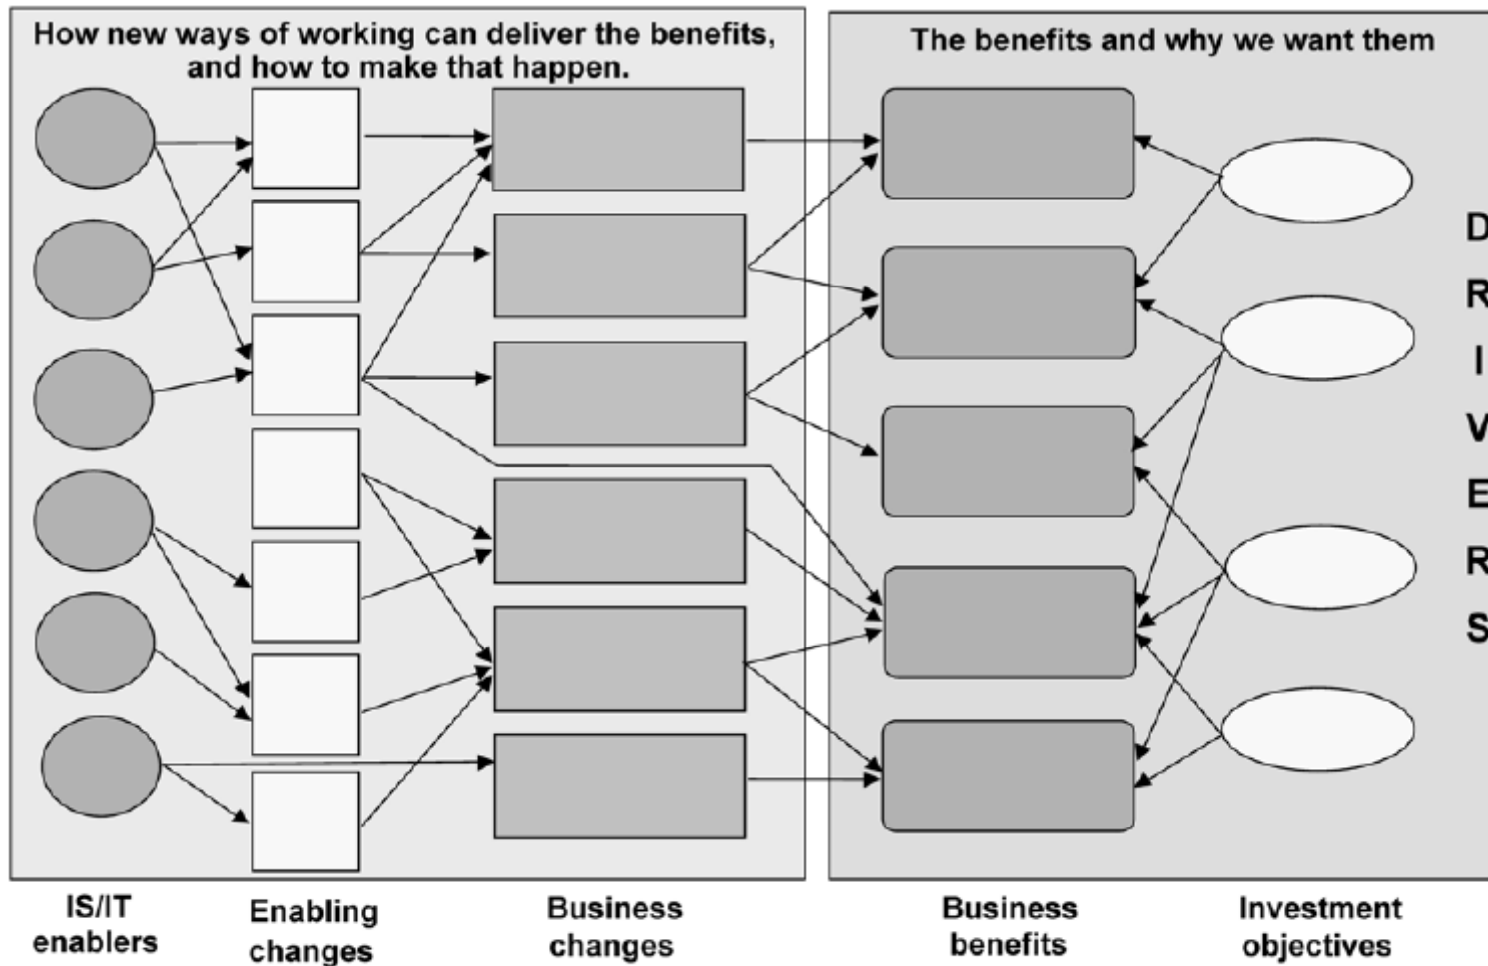 How new ways of working can deliver the benefits,
and how to make that happen.
The benefits and why we want them
D
R
I
V
E
R
S
IS/IT
enablers
Enabling
changes
Business
changes
Business
benefits
Investment
objectives